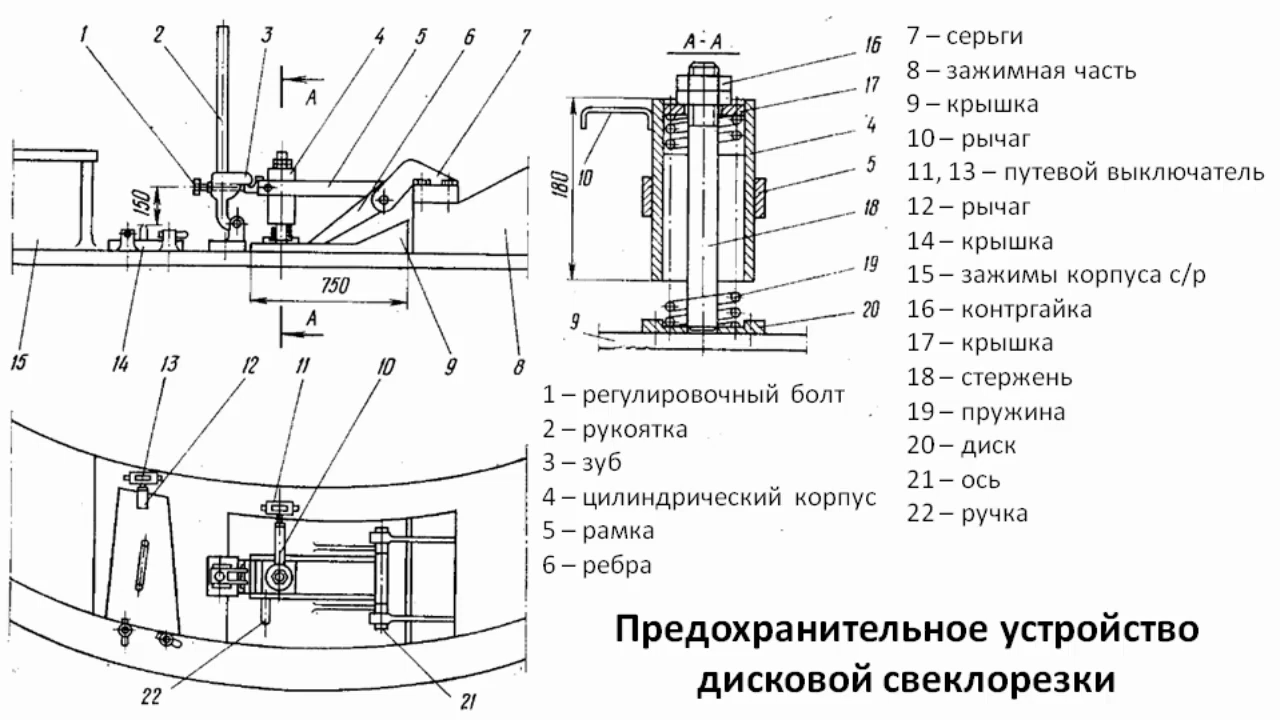 1 2 3 4 5 6 7
А
150
750
А
15 14 13 12 11 10 9 8
22 21
А - А
16
17
4
10
180
5
18
19
20
9
1 – регулировочный болт
2 – рукоятка
3 – зуб
4 – цилиндрический корпус
5 – рамка
6 – ребра
7 – серьги
8 – зажимная часть
9 – крышка
10 – рычаг
11, 13 – путевой выключатель
12 – рычаг
14 – крышка
15 – зажимы корпуса с/р
16 – контргайка
17 – крышка
18 – стержень
19 – пружина
20 – диск
21 – ось
22 – ручка
Предохранительное устройство
дисковой свеклорезки